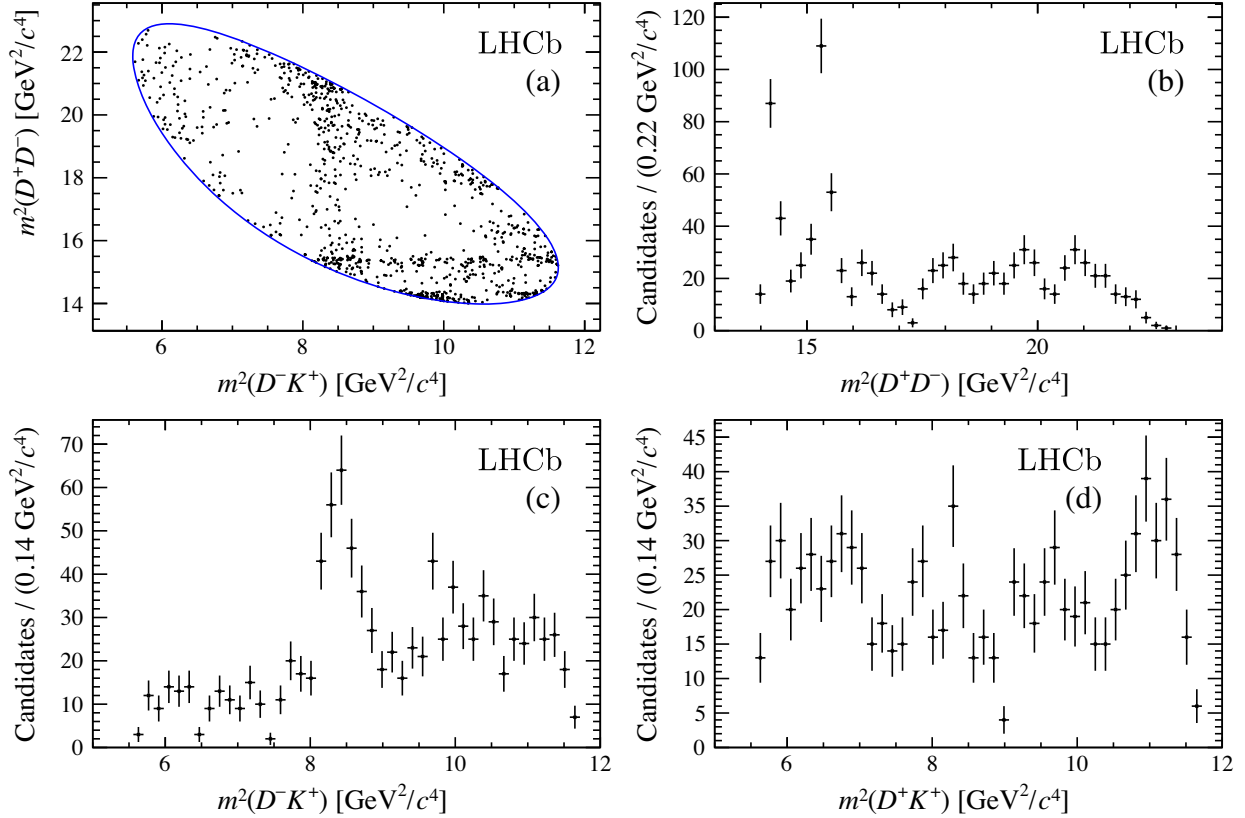 m²(D⁺D⁻) [GeV²/c⁴]
22
20
18
16
14
6 8 10 12
m²(D⁻K⁺) [GeV²/c⁴]
LHCb
(a)
Candidates / (0.22 GeV²/c⁴)
120
100
80
60
40
20
0
15 20
m²(D⁺D⁻) [GeV²/c⁴]
LHCb
(b)
Candidates / (0.14 GeV²/c⁴)
70
60
50
40
30
20
10
0
6 8 10 12
m²(D⁻K⁺) [GeV²/c⁴]
LHCb
(c)
Candidates / (0.14 GeV²/c⁴)
45
40
35
30
25
20
15
10
5
0
6 8 10 12
m²(D⁺K⁺) [GeV²/c⁴]
LHCb
(d)